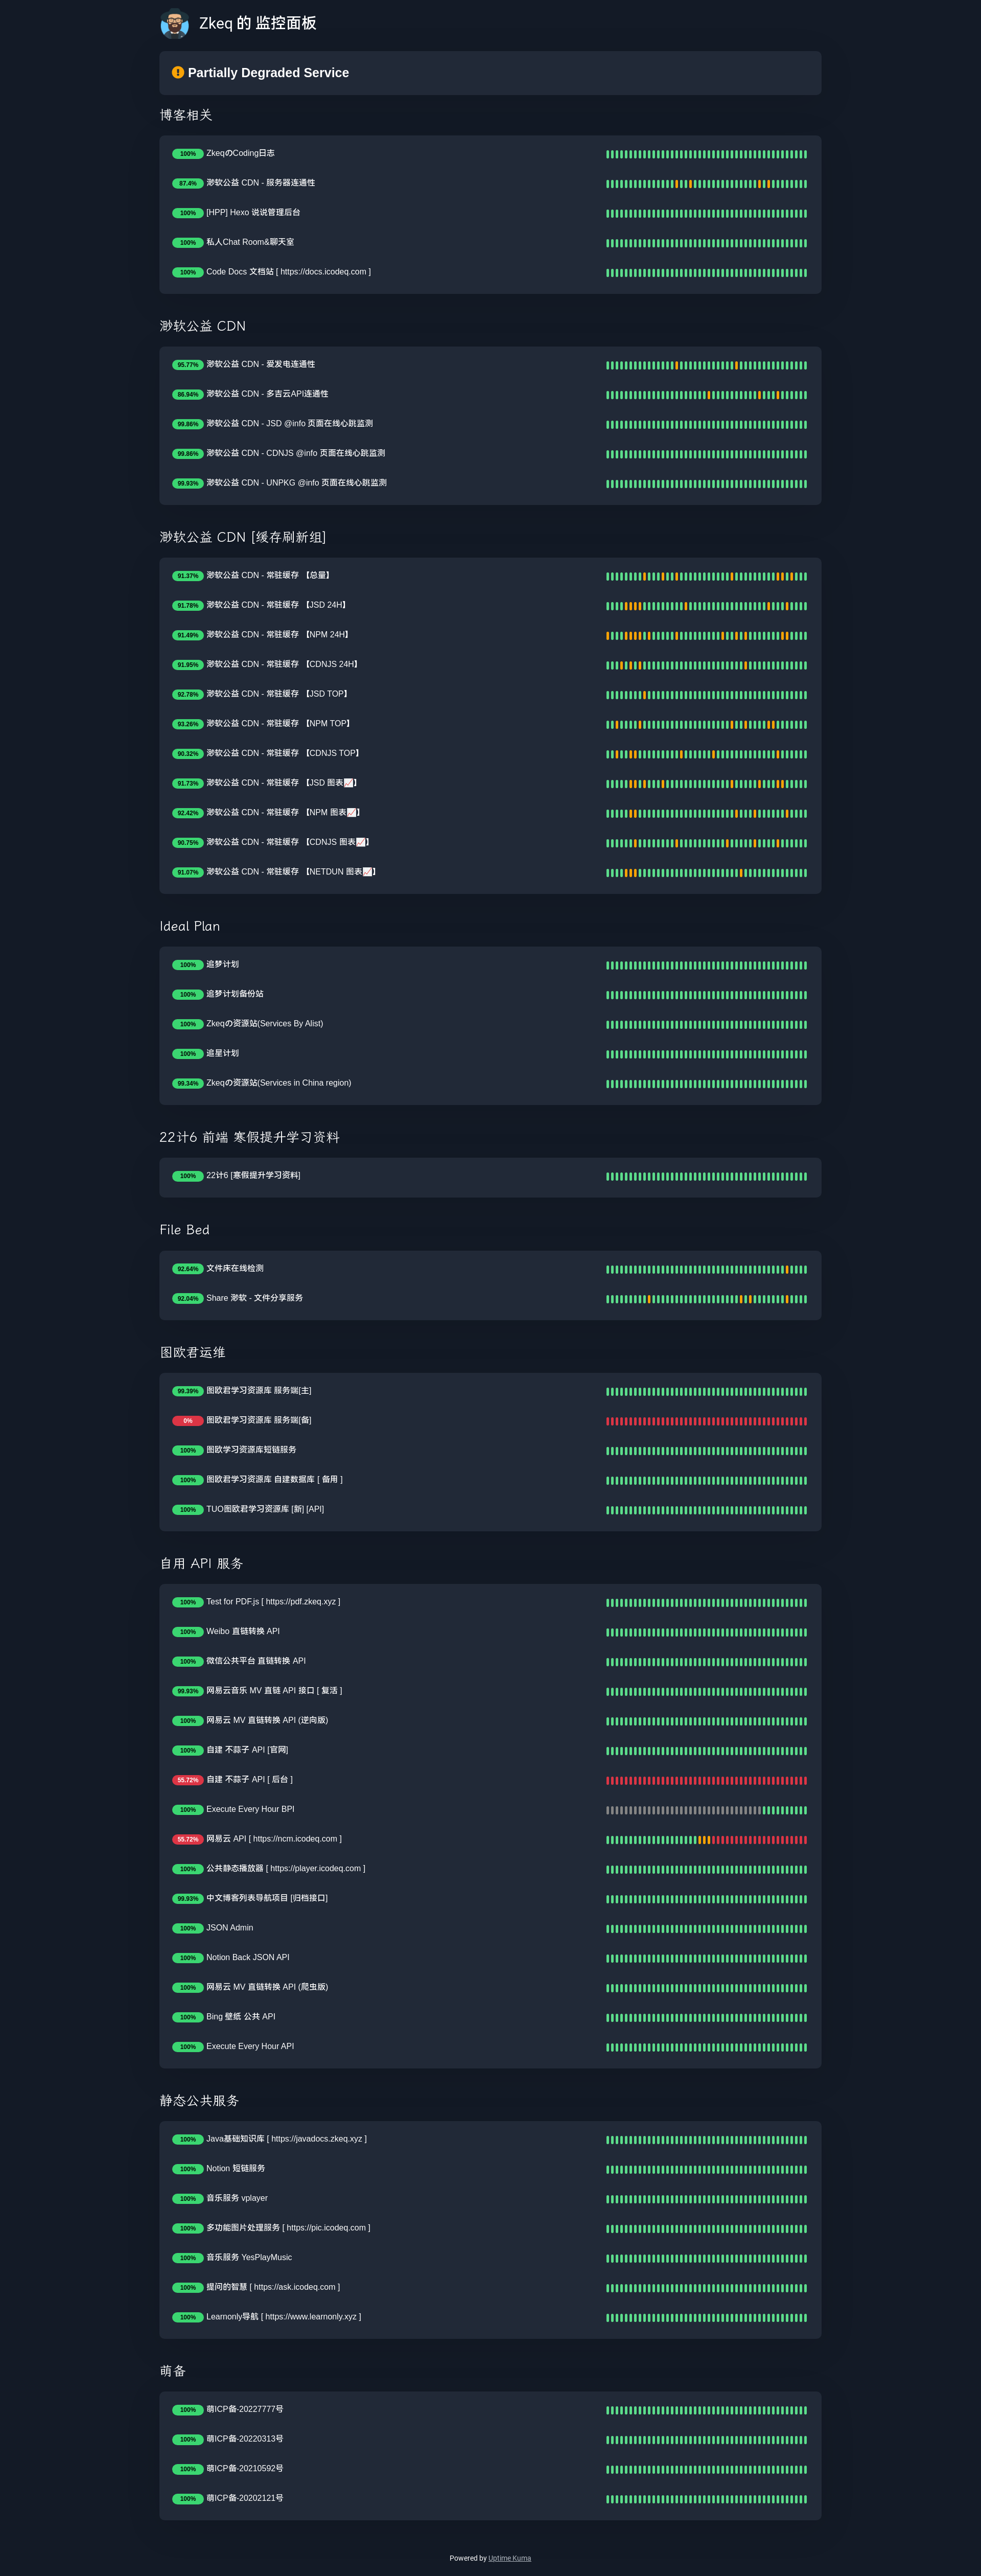 Zkeq 的 监控面板
Partially Degraded Service
博客相关
100% ZkeqのCoding日志
87.4% 渺软公益 CDN - 服务器连通性
100% [HPP] Hexo 说说管理后台
100% 私人Chat Room&聊天室
100% Code Docs 文档站 [ https://docs.icodeq.com ]
渺软公益 CDN
95.77% 渺软公益 CDN - 爱发电连通性
86.94% 渺软公益 CDN - 多吉云API连通性
99.86% 渺软公益 CDN - JSD @info 页面在线心跳监测
99.86% 渺软公益 CDN - CDNJS @info 页面在线心跳监测
99.93% 渺软公益 CDN - UNPKG @info 页面在线心跳监测
渺软公益 CDN [缓存刷新组]
91.37% 渺软公益 CDN - 常驻缓存 【总量】
91.78% 渺软公益 CDN - 常驻缓存 【JSD 24H】
91.49% 渺软公益 CDN - 常驻缓存 【NPM 24H】
91.95% 渺软公益 CDN - 常驻缓存 【CDNJS 24H】
92.78% 渺软公益 CDN - 常驻缓存 【JSD TOP】
93.26% 渺软公益 CDN - 常驻缓存 【NPM TOP】
90.32% 渺软公益 CDN - 常驻缓存 【CDNJS TOP】
91.73% 渺软公益 CDN - 常驻缓存 【JSD 图表📈】
92.42% 渺软公益 CDN - 常驻缓存 【NPM 图表📈】
90.75% 渺软公益 CDN - 常驻缓存 【CDNJS 图表📈】
91.07% 渺软公益 CDN - 常驻缓存 【NETDUN 图表📈】
Ideal Plan
100% 追梦计划
100% 追梦计划备份站
100% Zkeqの资源站(Services By Alist)
100% 追星计划
99.34% Zkeqの资源站(Services in China region)
22计6 前端 寒假提升学习资料
100% 22计6 [寒假提升学习资料]
File Bed
92.64% 文件床在线检测
92.04% Share 渺软 - 文件分享服务
图欧君运维
99.39% 图欧君学习资源库 服务端[主]
0% 图欧君学习资源库 服务端[备]
100% 图欧学习资源库短链服务
100% 图欧君学习资源库 自建数据库 [ 备用 ]
100% TUO图欧君学习资源库 [新] [API]
自用 API 服务
100% Test for PDF.js [ https://pdf.zkeq.xyz ]
100% Weibo 直链转换 API
100% 微信公共平台 直链转换 API
99.93% 网易云音乐 MV 直链 API 接口 [ 复活 ]
100% 网易云 MV 直链转换 API (逆向版)
100% 自建 不蒜子 API [官网]
55.72% 自建 不蒜子 API [ 后台 ]
100% Execute Every Hour BPI
55.72% 网易云 API [ https://ncm.icodeq.com ]
100% 公共静态播放器 [ https://player.icodeq.com ]
99.93% 中文博客列表导航项目 [归档接口]
100% JSON Admin
100% Notion Back JSON API
100% 网易云 MV 直链转换 API (爬虫版)
100% Bing 壁纸 公共 API
100% Execute Every Hour API
静态公共服务
100% Java基础知识库 [ https://javadocs.zkeq.xyz ]
100% Notion 短链服务
100% 音乐服务 vplayer
100% 多功能图片处理服务 [ https://pic.icodeq.com ]
100% 音乐服务 YesPlayMusic
100% 提问的智慧 [ https://ask.icodeq.com ]
100% Learnonly导航 [ https://www.learnonly.xyz ]
萌备
100% 萌ICP备-20227777号
100% 萌ICP备-20220313号
100% 萌ICP备-20210592号
100% 萌ICP备-20202121号
Powered by Uptime Kuma